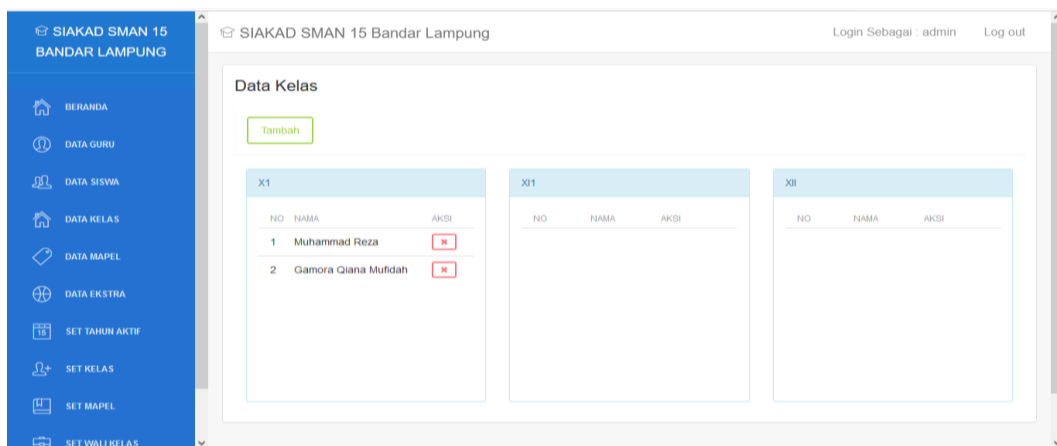 SIAKAD SMAN 15
BANDAR LAMPUNG
BERANDA
DATA GURU
DATA SISWA
DATA KELAS
DATA MAPEL
DATA EKSTRA
15
SET TAHUN AKTIF
SET KELAS
SET MAPEL
SET WALI KELAS
SIAKAD SMAN 15 Bandar Lampung
Login Sebagai : admin
Log out
Data Kelas
Tambah
X1
NO NAMA AKSI
1 Muhammad Reza
2 Gamora Qiana Mufidah
XI1
NO NAMA AKSI
XII
NO NAMA AKSI